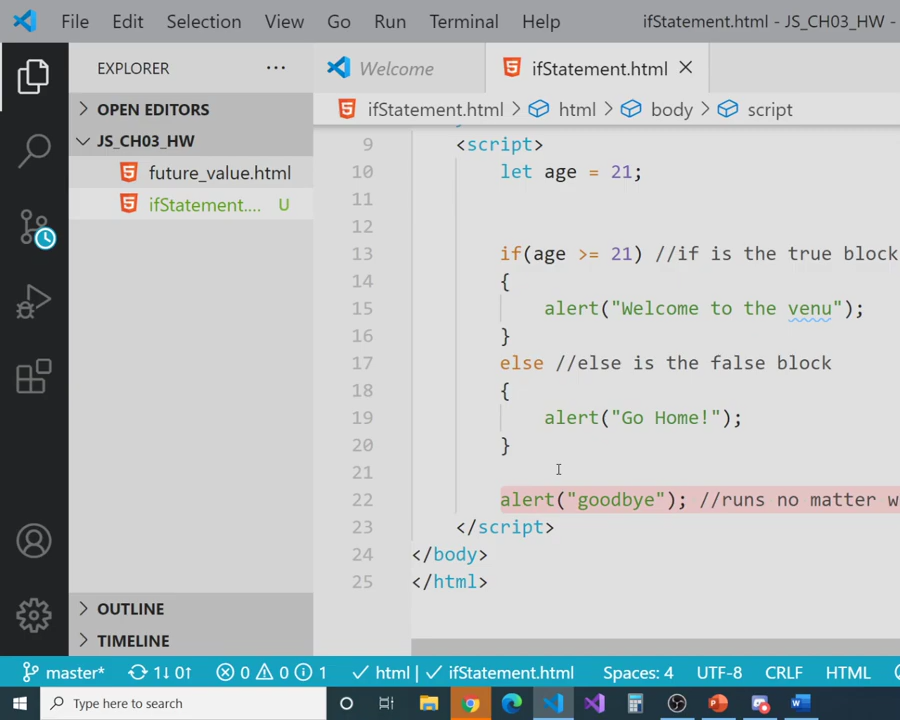 File Edit Selection View Go Run Terminal Help ifStatement.html - JS_CH03_HW -
EXPLORER
Welcome
ifStatement.html
OPEN EDITORS
ifStatement.html > html > body > script
JS_CH03_HW
future_value.html
ifStatement.... U
9 <script>
10 let age = 21;
11
12
13 if(age >= 21) //if is the true block
14 {
15 alert("Welcome to the venu");
16 }
17 else //else is the false block
18 {
19 alert("Go Home!");
20 }
21
22 alert("goodbye"); //runs no matter w
23 </script>
24 </body>
25 </html>
OUTLINE
TIMELINE
master* 1↓ 0↑ 0 0 1 html | ifStatement.html Spaces: 4 UTF-8 CRLF HTML
Type here to search